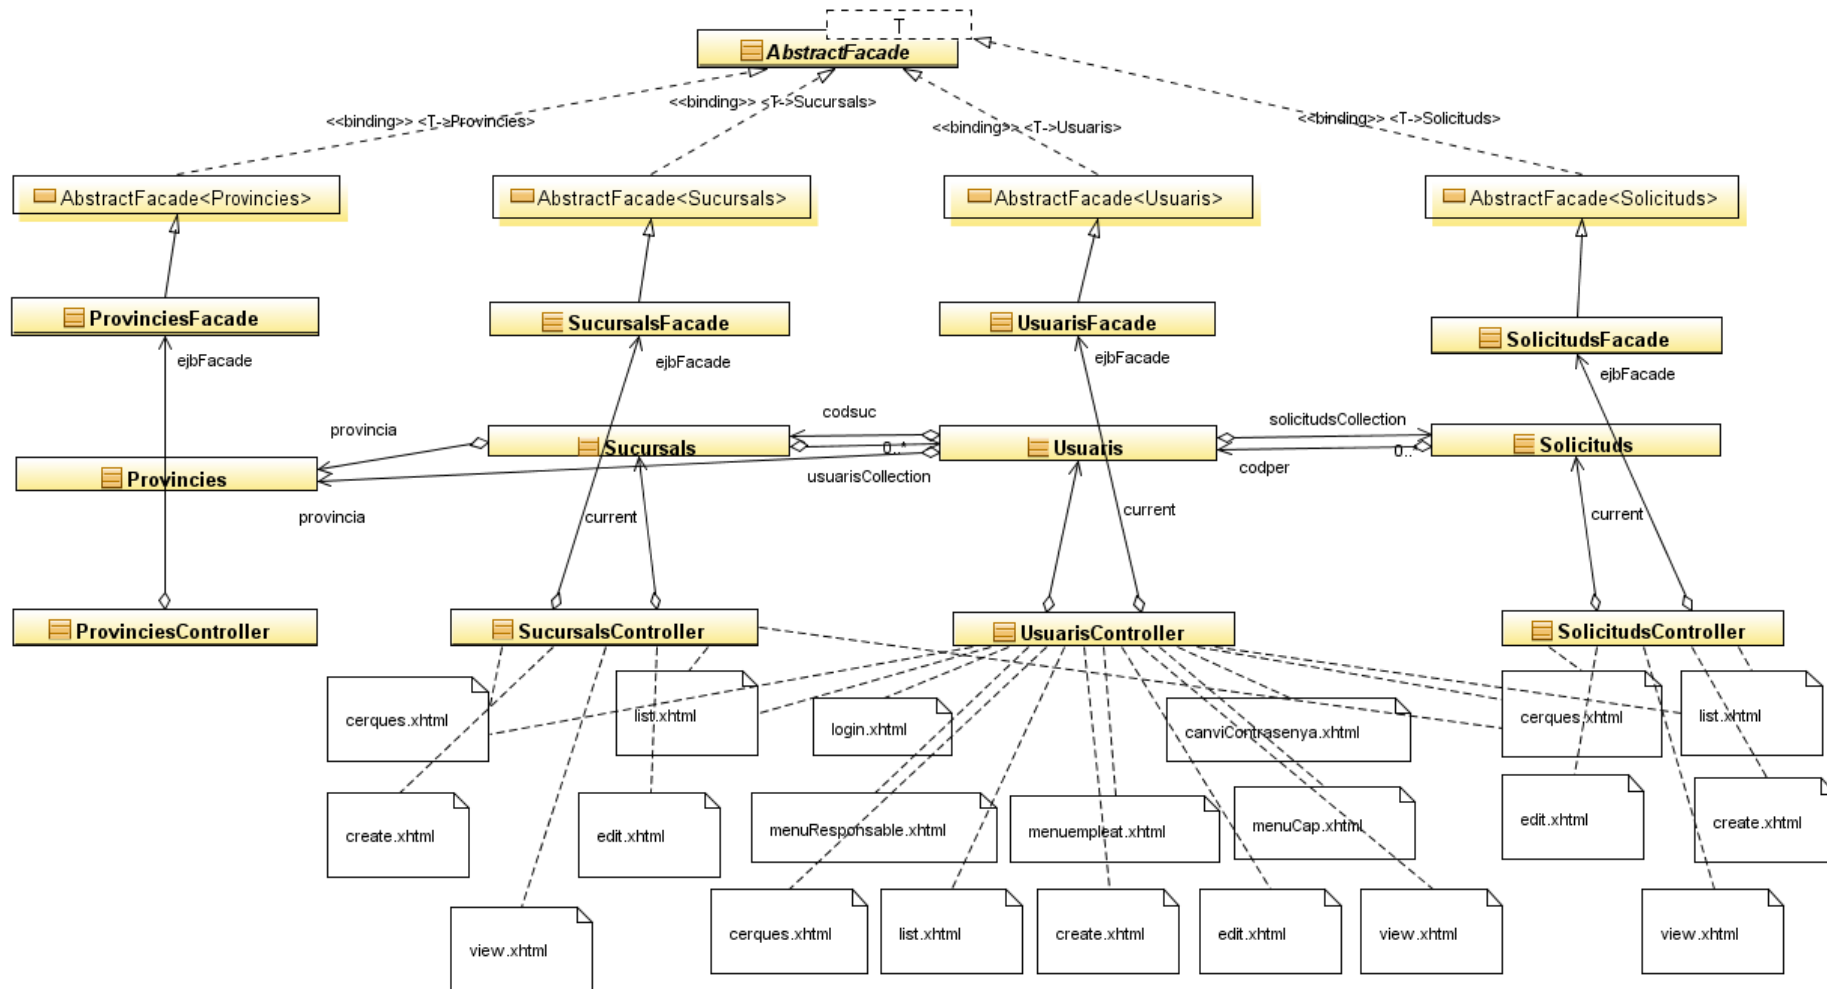 T
AbstractFacade
<<binding>> <T->Provincies>
<<binding>> <T->Sucursals>
<<binding>> <T->Usuaris>
<<binding>> <T->Solicituds>
AbstractFacade<Provincies>
AbstractFacade<Sucursals>
AbstractFacade<Usuaris>
AbstractFacade<Solicituds>
ProvinciesFacade
SucursalsFacade
UsuarisFacade
SolicitudsFacade
ejbFacade
ejbFacade
ejbFacade
ejbFacade
provincia
codsuc
solicitudsCollection
Provincies
Sucursals
0..*
Usuaris
0..*
Solicituds
usuarisCollection
codper
provincia
current
current
current
ProvinciesController
SucursalsController
UsuarisController
SolicitudsController
cerques.xhtml
list.xhtml
login.xhtml
canviContrasenya.xhtml
cerques.xhtml
list.xhtml
create.xhtml
edit.xhtml
menuResponsable.xhtml
menuempleat.xhtml
menuCap.xhtml
edit.xhtml
create.xhtml
view.xhtml
cerques.xhtml
list.xhtml
create.xhtml
edit.xhtml
view.xhtml
view.xhtml